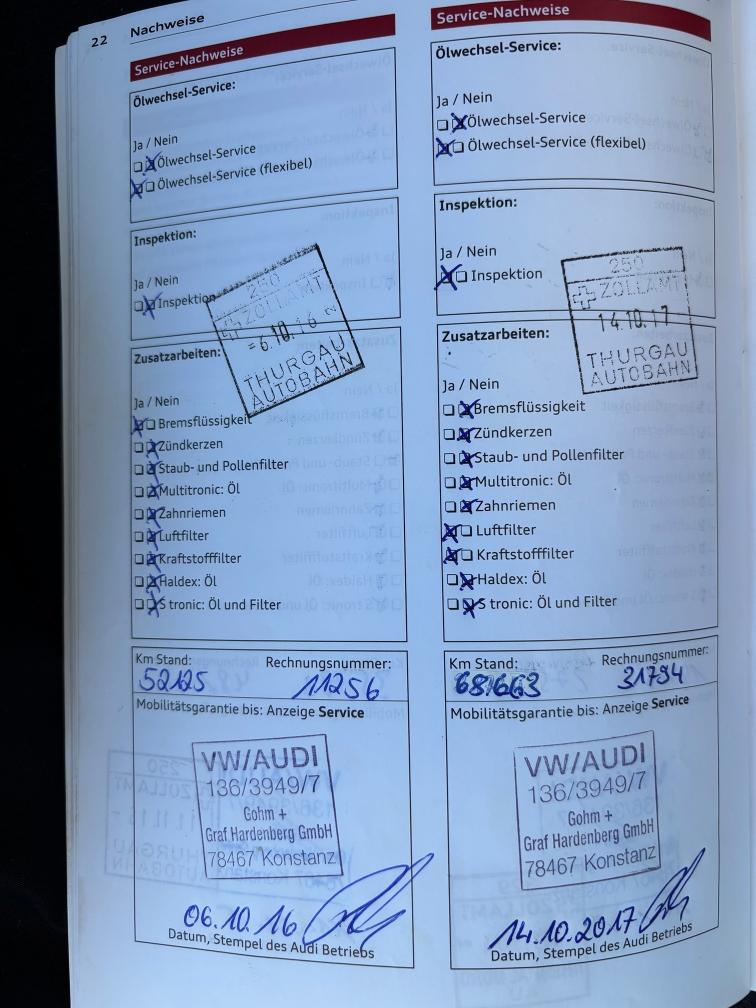 22 Nachweise
Service-Nachweise
Ölwechsel-Service:
Ja / Nein
Ölwechsel-Service
Ölwechsel-Service (flexibel)
Inspektion:
Ja / Nein
Inspektion
250
ZOLLAMT
6.10.16
THURGAU
AUTOBAHN
Zusatzarbeiten:
Ja / Nein
Bremsflüssigkeit
Zündkerzen
Staub- und Pollenfilter
Multitronic: Öl
Zahnriemen
Luftfilter
Kraftstofffilter
Haldex: Öl
S tronic: Öl und Filter
Km Stand: Rechnungsnummer:
52125 11256
Mobilitätsgarantie bis: Anzeige Service
VW/AUDI
136/3949/7
Gohm +
Graf Hardenberg GmbH
78467 Konstanz
06.10.16
Datum, Stempel des Audi Betriebs
Service-Nachweise
Ölwechsel-Service:
Ja / Nein
Ölwechsel-Service
Ölwechsel-Service (flexibel)
Inspektion:
Ja / Nein
Inspektion
250
ZOLLAMT
14.10.17
THURGAU
AUTOBAHN
Zusatzarbeiten:
Ja / Nein
Bremsflüssigkeit
Zündkerzen
Staub- und Pollenfilter
Multitronic: Öl
Zahnriemen
Luftfilter
Kraftstofffilter
Haldex: Öl
S tronic: Öl und Filter
Km Stand: Rechnungsnummer:
31794
Mobilitätsgarantie bis: Anzeige Service
VW/AUDI
136/3949/7
Gohm +
Graf Hardenberg GmbH
78467 Konstanz
14.10.2017
Datum, Stempel des Audi Betriebs